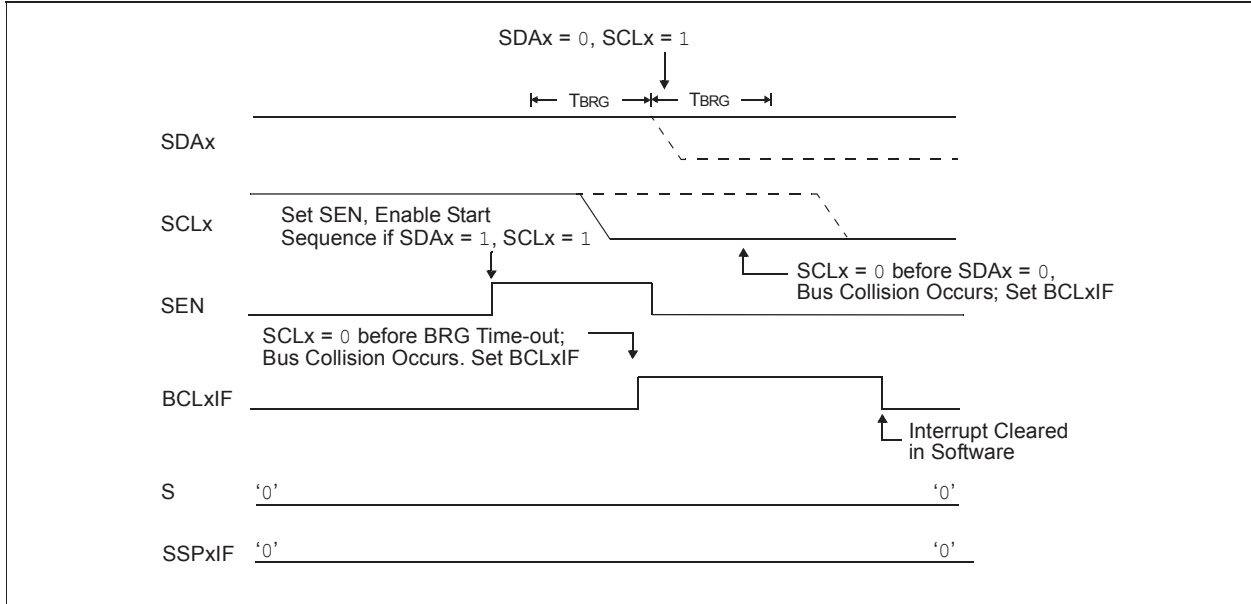 SDAx = 0, SCLx = 1
TBRG TBRG
SDAx
SCLx
Set SEN, Enable Start
Sequence if SDAx = 1, SCLx = 1
SCLx = 0 before SDAx = 0,
Bus Collision Occurs; Set BCLxIF
SEN
SCLx = 0 before BRG Time-out;
Bus Collision Occurs. Set BCLxIF
BCLxIF
Interrupt Cleared
in Software
S ‘0’ ‘0’
SSPxIF ‘0’ ‘0’